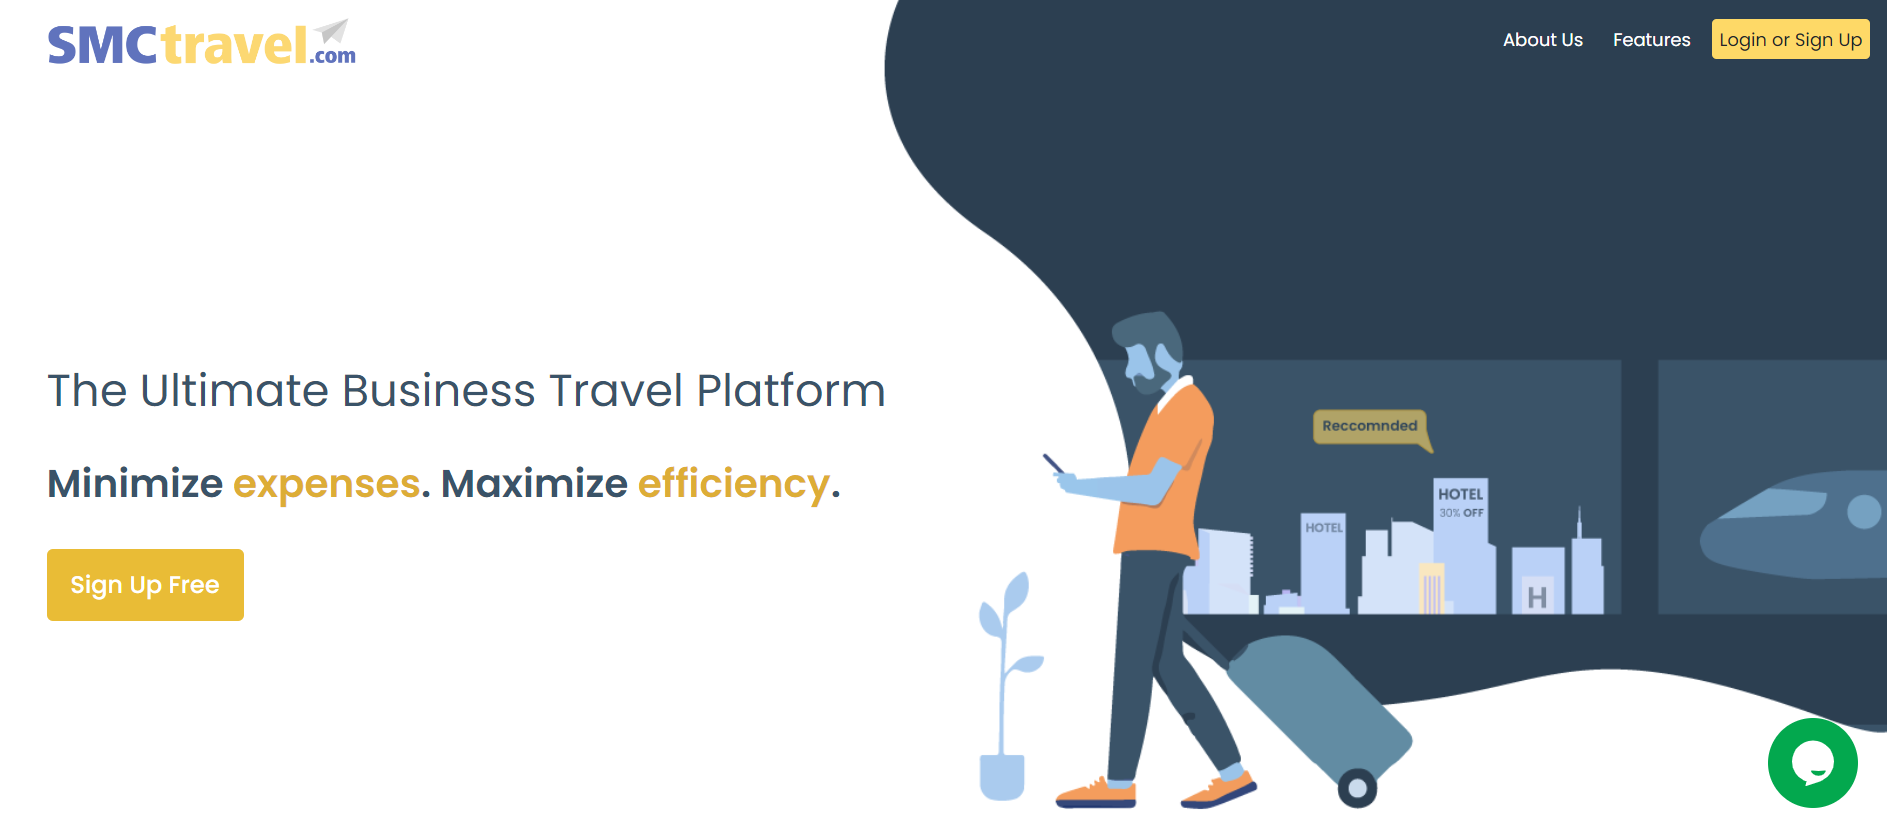 SMCtravel.com
About Us
Features
Login or Sign Up
The Ultimate Business Travel Platform
Minimize expenses. Maximize efficiency.
Sign Up Free
Reccomnded
HOTEL
30% OFF
HOTEL
H